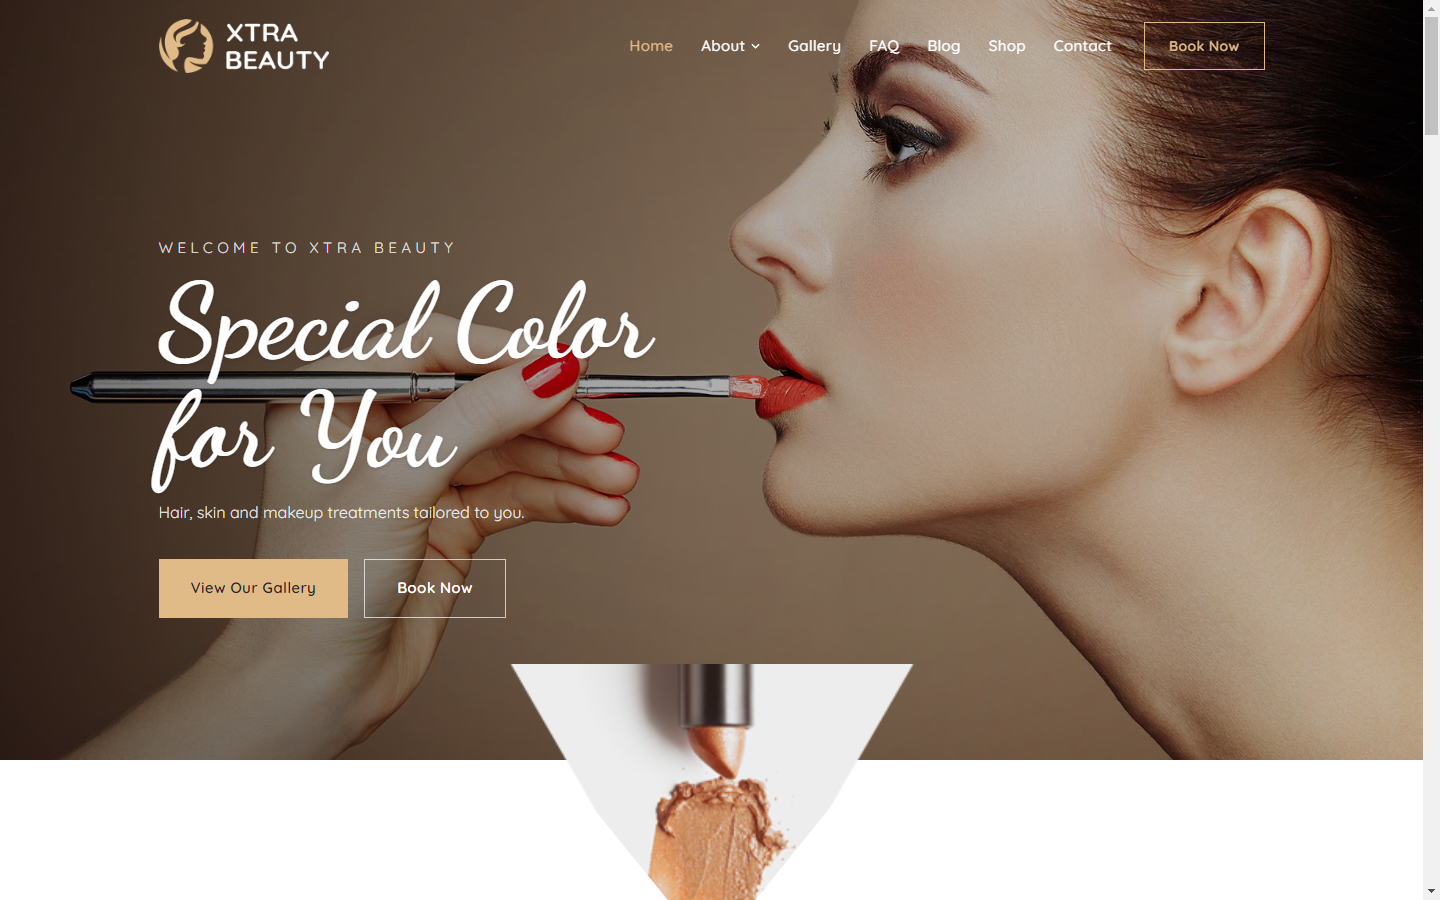 XTRA
BEAUTY
Home
About
Gallery
FAQ
Blog
Shop
Contact
Book Now
WELCOME TO XTRA BEAUTY
Special Color
for You
Hair, skin and makeup treatments tailored to you.
View Our Gallery
Book Now